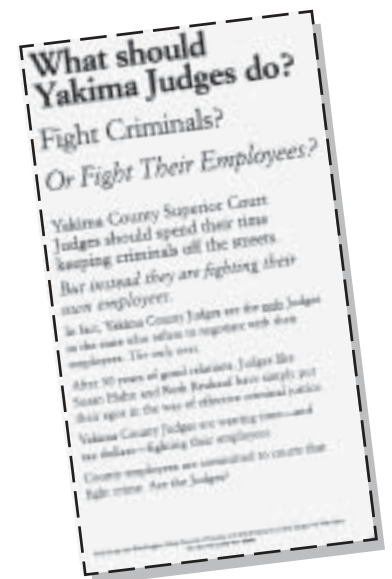 What should
Yakima Judges do?
Fight Criminals?
Or Fight Their Employees?
Yakima County Superior Court
Judges should spend their time
keeping criminals off the streets
But instead they are fighting their
own employees.
In fact, Yakima County Judges are the only Judges
in the state who refuse to negotiate with their
employees. The only ones.
After 30 years of good relations, Judges like
Susan Hahn and have simply put
their egos in the way of effective criminal justice.
Yakima County Judges are wasting time—and
tax dollars—fighting their employees.
County employees are committed to courts that
fight crime. Are the Judges?